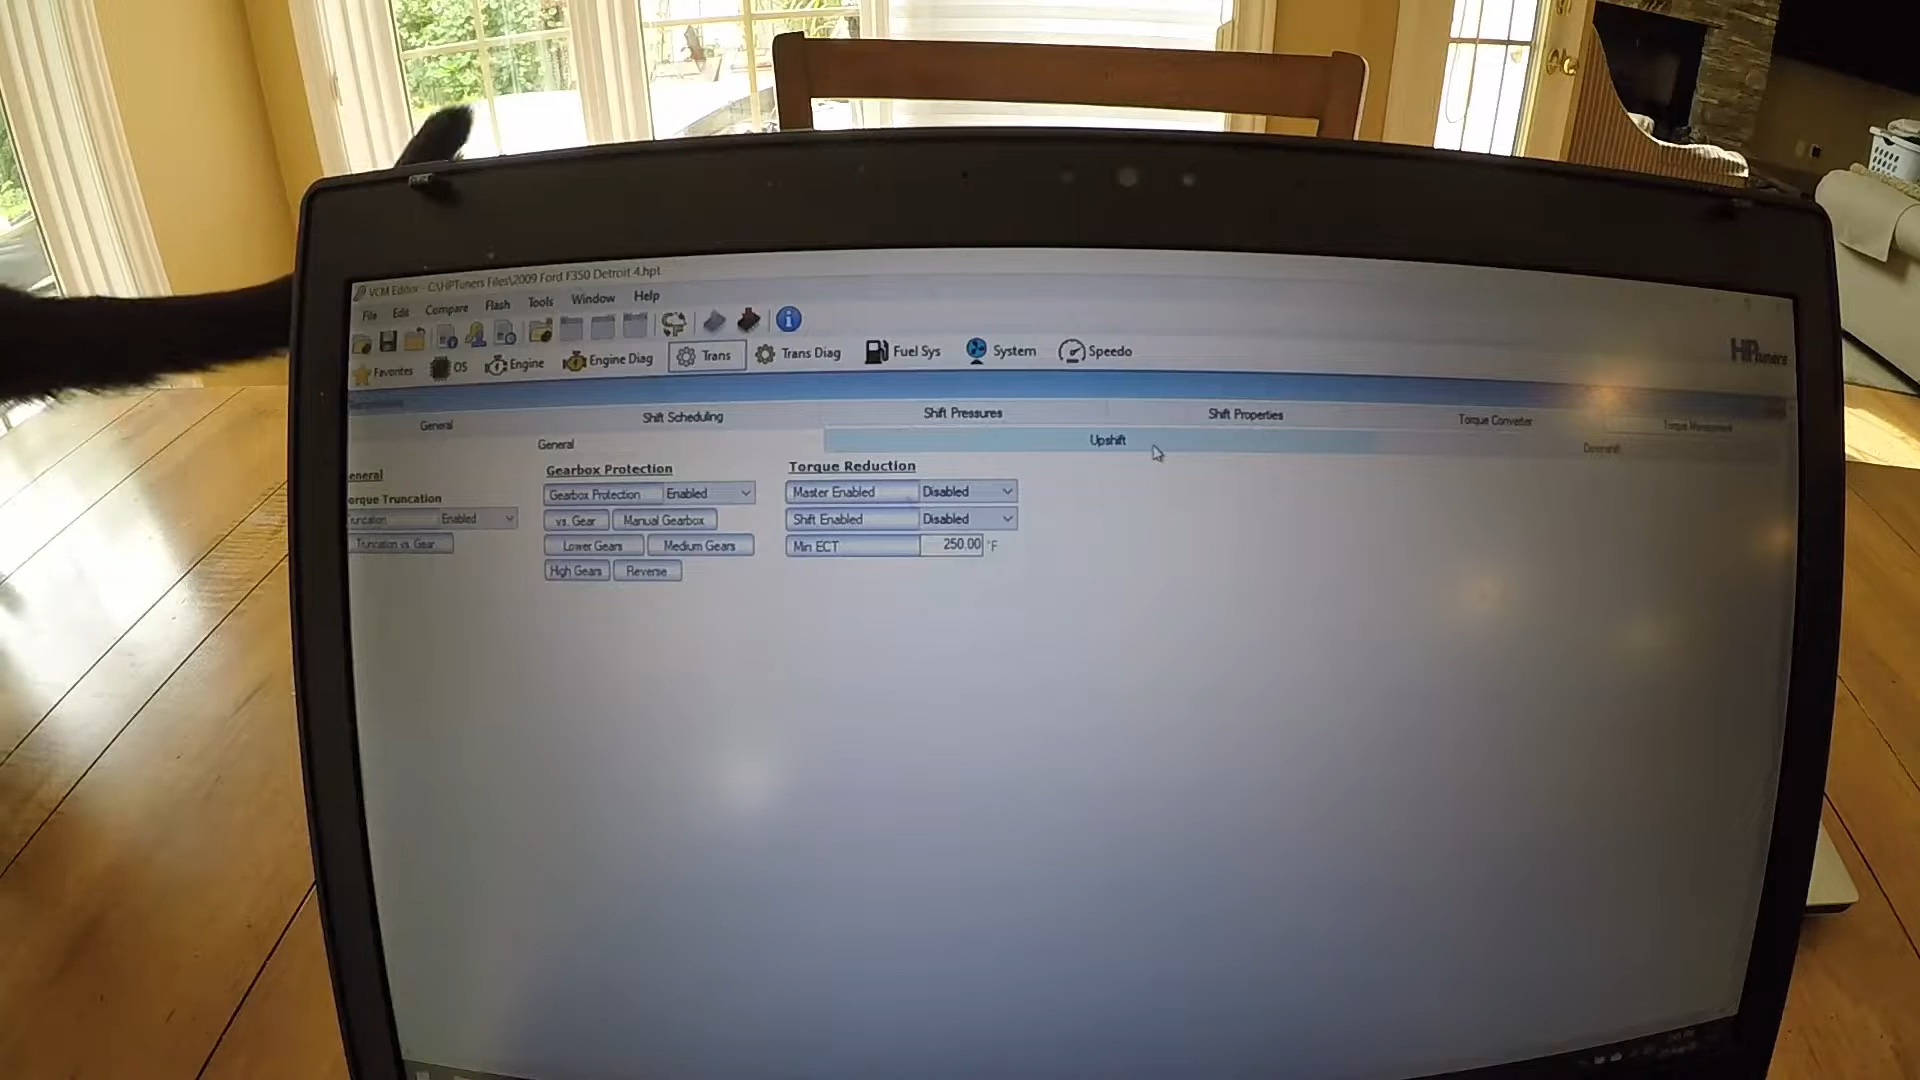 VCM Editor - C:\HPTuners Files\2009 Ford F350 Detroit 4.hpt
File Edit Compare Flash Tools Window Help
Favorites OS Engine Engine Diag Trans Trans Diag Fuel Sys System Speedo
HPtuners
General Shift Scheduling Shift Pressures Shift Properties Torque Converter Torque Management
General Upshift Downshift
eneral Gearbox Protection Torque Reduction
orque Truncation Gearbox Protection Enabled Master Enabled Disabled
runcation Enabled vs. Gear Manual Gearbox Shift Enabled Disabled
Truncation vs. Gear Lower Gears Medium Gears Min ECT 250.00 °F
High Gears Reverse